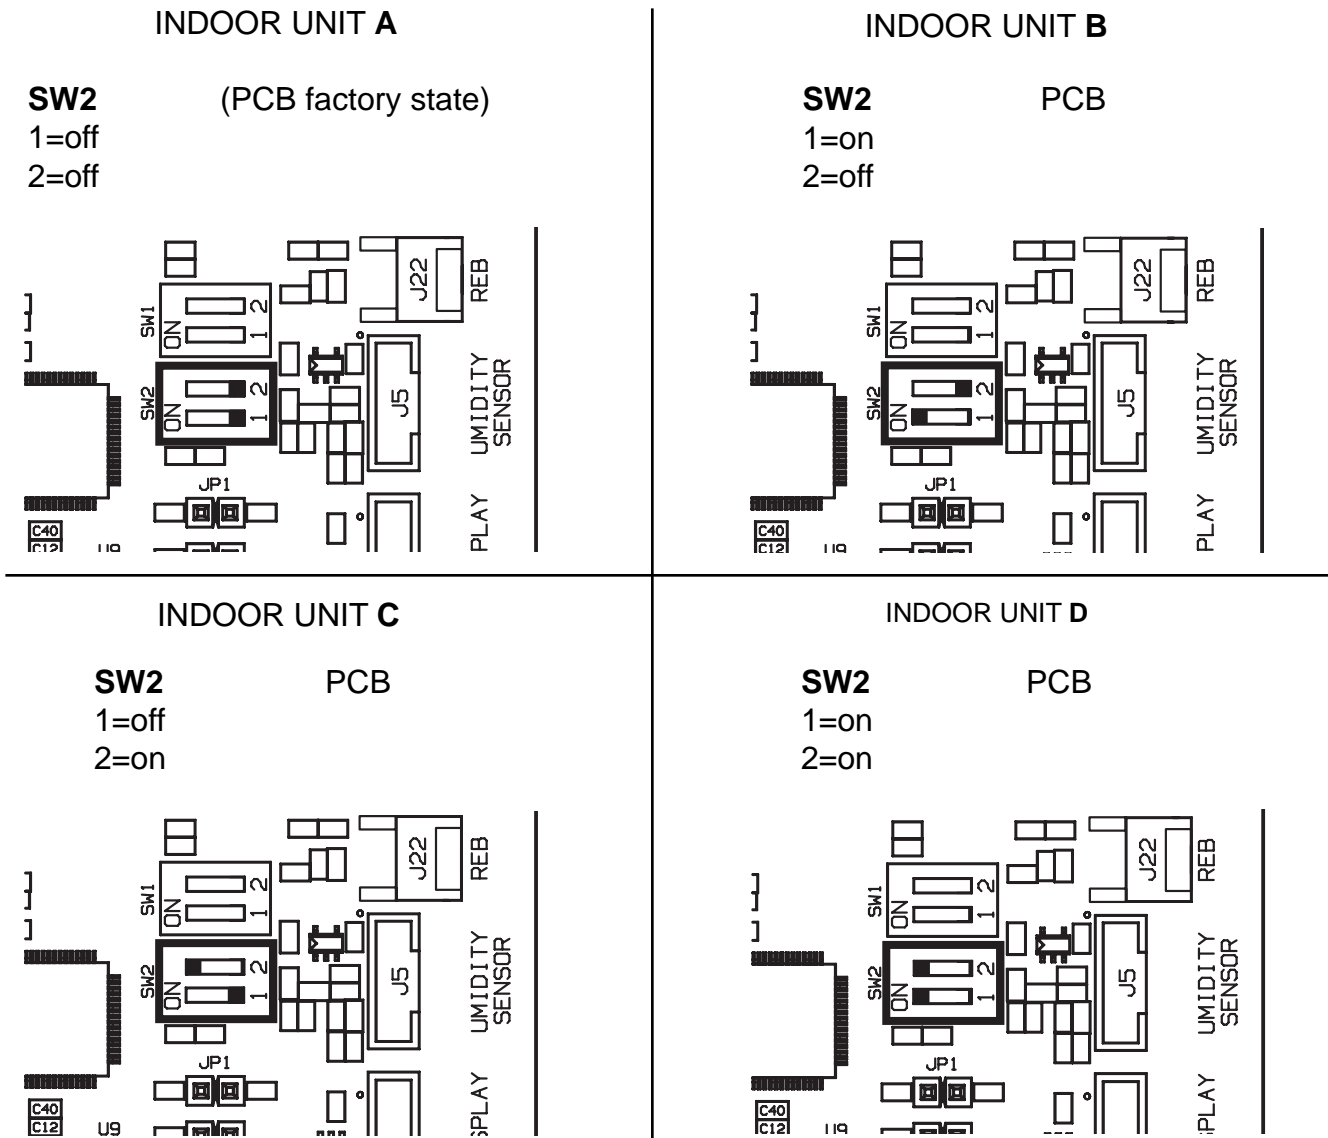 INDOOR UNIT A
SW2 (PCB factory state)
1=off
2=off
J22
REB
SW1
ON
2
1
SW2
ON
2
1
J5
UMIDITY
SENSOR
JP1
PLAY
C40
C12
U9
INDOOR UNIT B
SW2 PCB
1=on
2=off
J22
REB
SW1
ON
2
1
SW2
ON
2
1
J5
UMIDITY
SENSOR
JP1
PLAY
C40
C12
U9
INDOOR UNIT C
SW2 PCB
1=off
2=on
J22
REB
SW1
ON
2
1
SW2
ON
2
1
J5
UMIDITY
SENSOR
JP1
SPLAY
C40
C12
U9
INDOOR UNIT D
SW2 PCB
1=on
2=on
J22
REB
SW1
ON
2
1
SW2
ON
2
1
J5
UMIDITY
SENSOR
JP1
SPLAY
C40
C12
U9